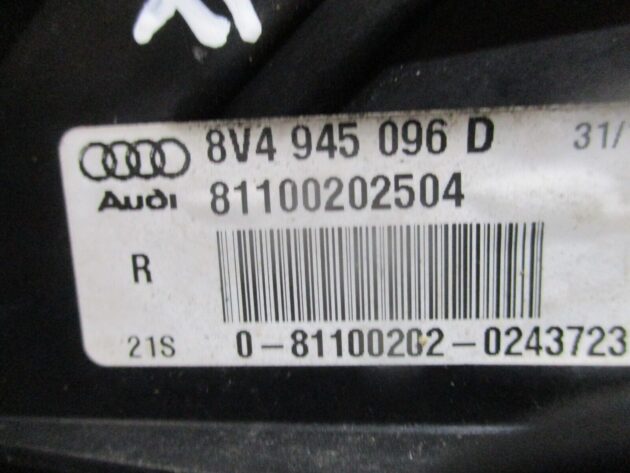 8V4 945 096 D 31/
Audi 81100202504
R
21S 0-81100202-0243723